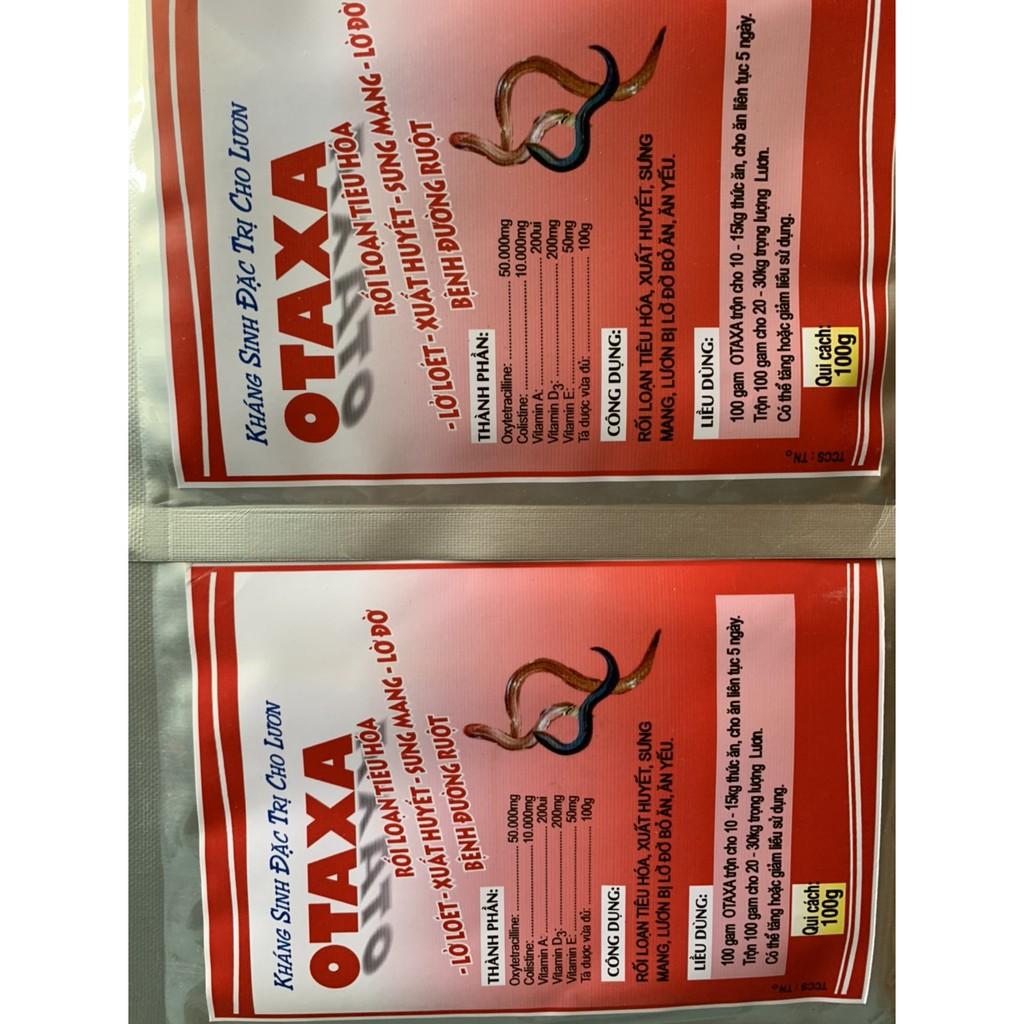 KHÁNG SINH ĐẶC TRỊ CHO LƯƠN
OTAXA
RỐI LOẠN TIÊU HÓA
- LỞ LOÉT - XUẤT HUYẾT - SƯNG MANG - LỜ ĐỜ
BỆNH ĐƯỜNG RUỘT
THÀNH PHẦN:
Oxyletracilline: 50.000mg
Colistine: 10.000mg
Vitamin A: 200ui
Vitamin D3: 200mg
Vitamin E: 50mg
Tá dược vừa đủ: 100g
CÔNG DỤNG:
RỐI LOẠN TIÊU HÓA, XUẤT HUYẾT, SƯNG
MANG, LƯƠN BỊ LỜ ĐỜ BỎ ĂN, ĂN YẾU.
LIỀU DÙNG:
100 gam OTAXA trộn cho 10 - 15kg thức ăn, cho ăn liên tục 5 ngày.
Trộn 100 gam cho 20 - 30kg trọng lượng Lươn.
Có thể tăng hoặc giảm liều sử dụng.
Qui cách:
100g
TCCS : TNo
KHÁNG SINH ĐẶC TRỊ CHO LƯƠN
OTAXA
RỐI LOẠN TIÊU HÓA
- LỞ LOÉT - XUẤT HUYẾT - SƯNG MANG - LỜ ĐỜ
BỆNH ĐƯỜNG RUỘT
THÀNH PHẦN:
Oxyletracilline: 50.000mg
Colistine: 10.000mg
Vitamin A: 200ui
Vitamin D3: 200mg
Vitamin E: 50mg
Tá dược vừa đủ: 100g
CÔNG DỤNG:
RỐI LOẠN TIÊU HÓA, XUẤT HUYẾT, SƯNG
MANG, LƯƠN BỊ LỜ ĐỜ BỎ ĂN, ĂN YẾU.
LIỀU DÙNG:
100 gam OTAXA trộn cho 10 - 15kg thức ăn, cho ăn liên tục 5 ngày.
Trộn 100 gam cho 20 - 30kg trọng lượng Lươn.
Có thể tăng hoặc giảm liều sử dụng.
Qui cách:
100g
TCCS : TNo